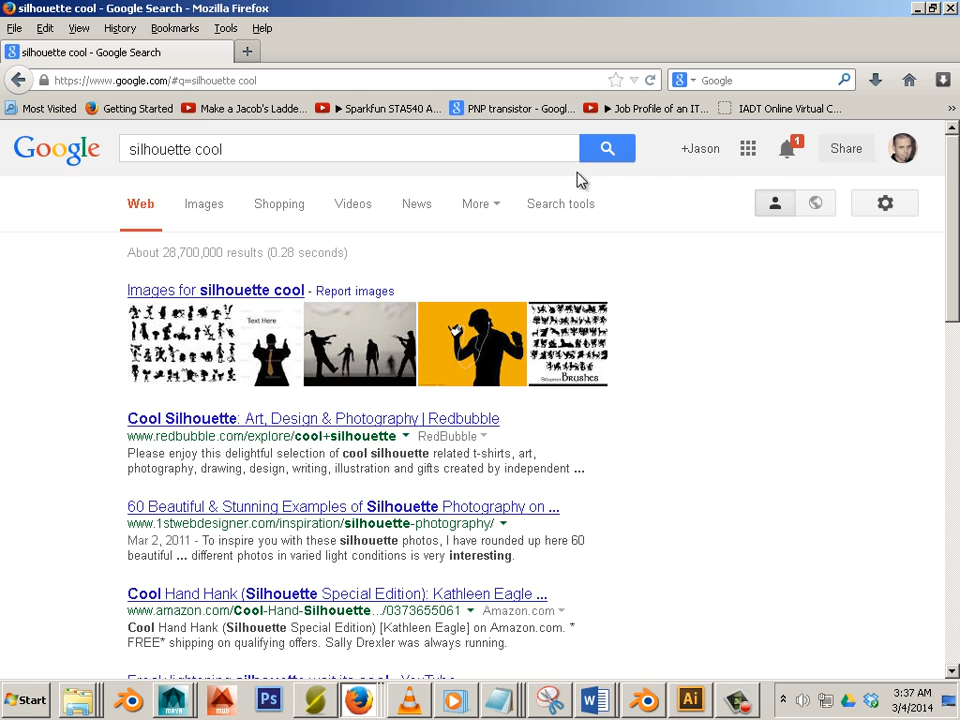 silhouette cool - Google Search - Mozilla Firefox
File Edit View History Bookmarks Tools Help
silhouette cool - Google Search
https://www.google.com/#q=silhouette cool
Google
Most Visited Getting Started Make a Jacob's Ladde... ▶ Sparkfun STA540 A... PNP transistor - Googl... ▶ Job Profile of an IT... IADT Online Virtual C...
Google silhouette cool +Jason 1 Share
Web Images Shopping Videos News More Search tools
About 28,700,000 results (0.28 seconds)
Images for silhouette cool - Report images
Text Here
Brushes
Cool Silhouette: Art, Design & Photography | Redbubble
www.redbubble.com/explore/cool+silhouette RedBubble
Please enjoy this delightful selection of cool silhouette related t-shirts, art,
photography, drawing, design, writing, illustration and gifts created by independent ...
60 Beautiful & Stunning Examples of Silhouette Photography on ...
www.1stwebdesigner.com/inspiration/silhouette-photography/
Mar 2, 2011 - To inspire you with these silhouette photos, I have rounded up here 60
beautiful ... different photos in varied light conditions is very interesting.
Cool Hand Hank (Silhouette Special Edition): Kathleen Eagle ...
www.amazon.com/Cool-Hand-Silhouette.../0373655061 Amazon.com
Cool Hand Hank (Silhouette Special Edition) [Kathleen Eagle] on Amazon.com. *
FREE* shipping on qualifying offers. Sally Drexler was always running.
Start MAYA MUD Ps W Ai 3:37 AM
3/4/2014